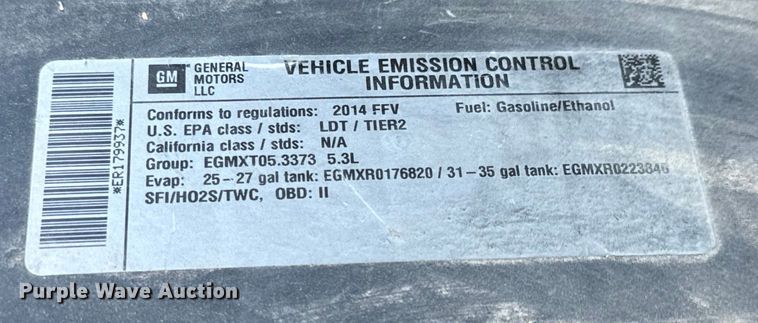 GM GENERAL MOTORS LLC
VEHICLE EMISSION CONTROL INFORMATION
Conforms to regulations: 2014 FFV Fuel: Gasoline/Ethanol
U.S. EPA class / stds: LDT / TIER2
California class / stds: N/A
Group: EGMXT05.3373 5.3L
Evap: 25-27 gal tank: EGMXR0176820 / 31-35 gal tank: EGMXR0223846
SFI/HO2S/TWC, OBD: II
*ER179937*
Purple Wave Auction